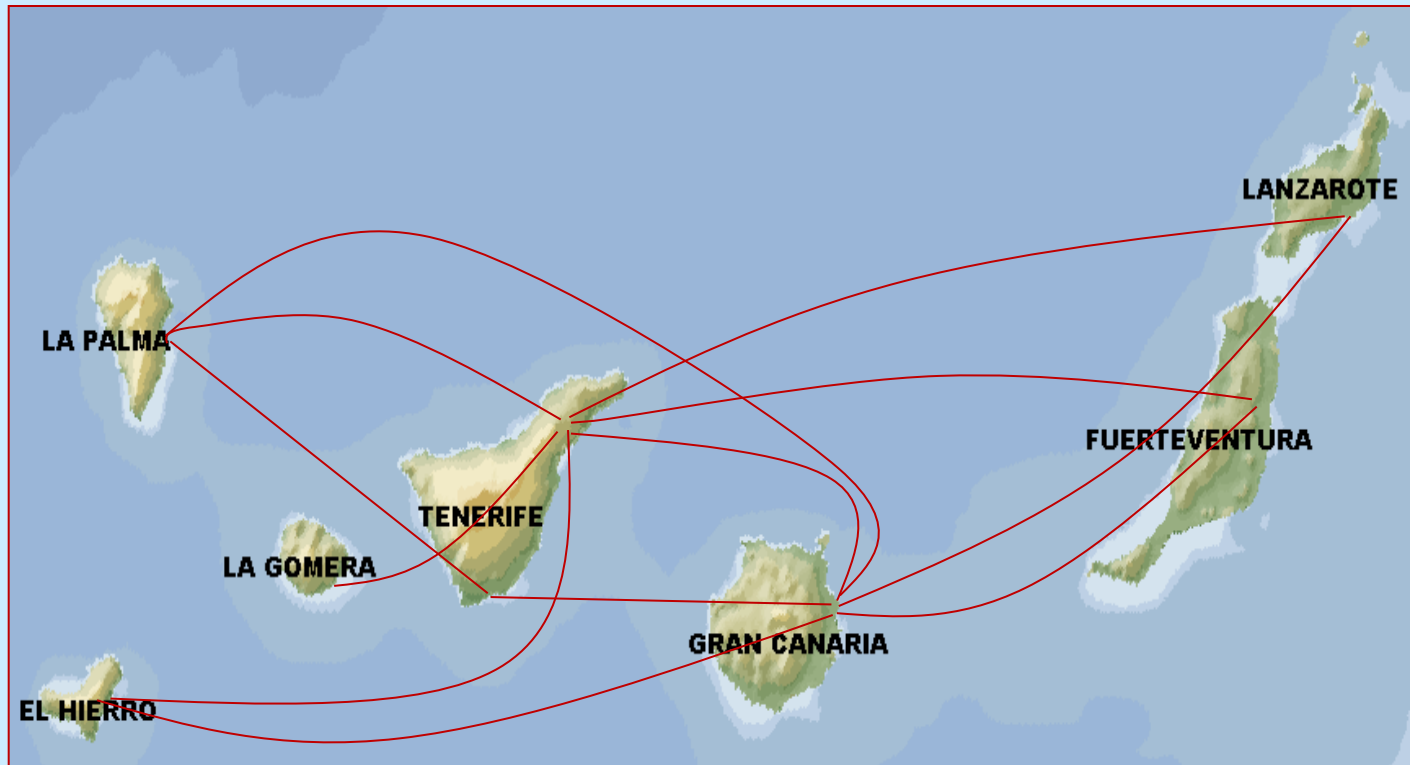 LANZAROTE
LA PALMA
FUERTEVENTURA
TENERIFE
LA GOMERA
GRAN CANARIA
EL HIERRO